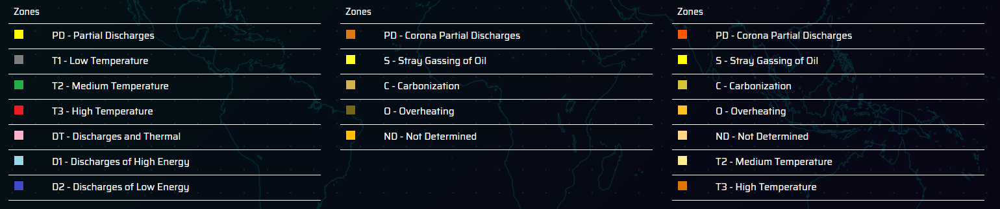 Zones
PD - Partial Discharges
T1 - Low Temperature
T2 - Medium Temperature
T3 - High Temperature
DT - Discharges and Thermal
D1 - Discharges of High Energy
D2 - Discharges of Low Energy
Zones
PD - Corona Partial Discharges
S - Stray Gassing of Oil
C - Carbonization
O - Overheating
ND - Not Determined
Zones
PD - Corona Partial Discharges
S - Stray Gassing of Oil
C - Carbonization
O - Overheating
ND - Not Determined
T2 - Medium Temperature
T3 - High Temperature